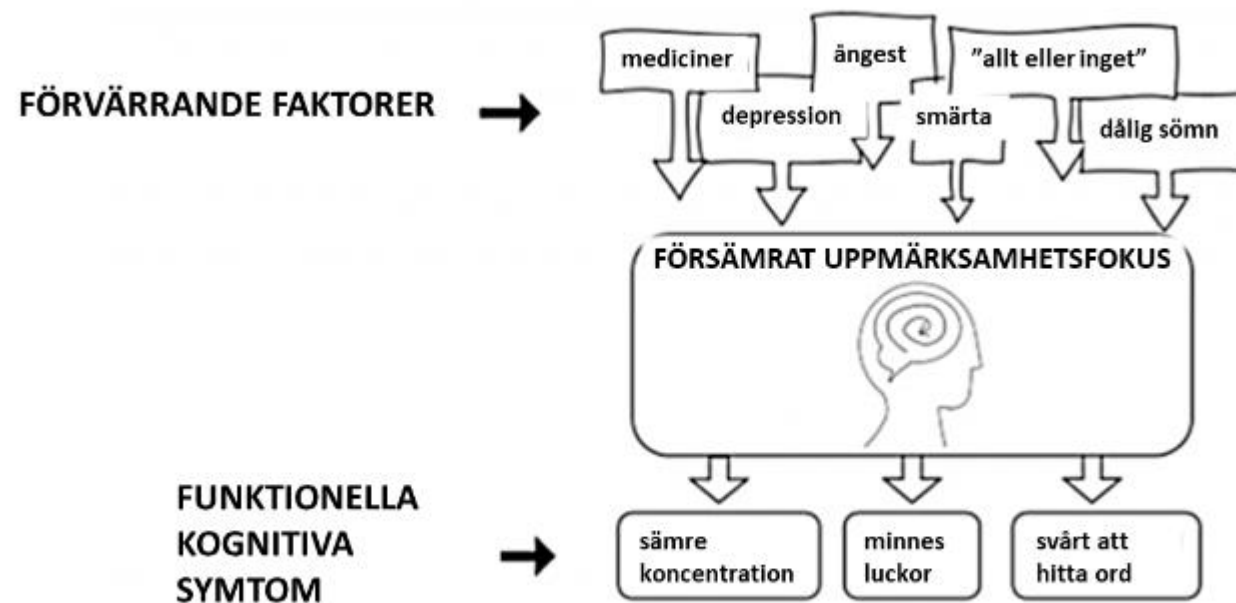 FÖRVÄRRANDE FAKTORER
mediciner
ångest
"allt eller inget"
depression
smärta
dålig sömn
FÖRSÄMRAT UPPMÄRKSAMHETSFOKUS
FUNKTIONELLA
KOGNITIVA
SYMTOM
sämre
koncentration
minnes
luckor
svårt att
hitta ord